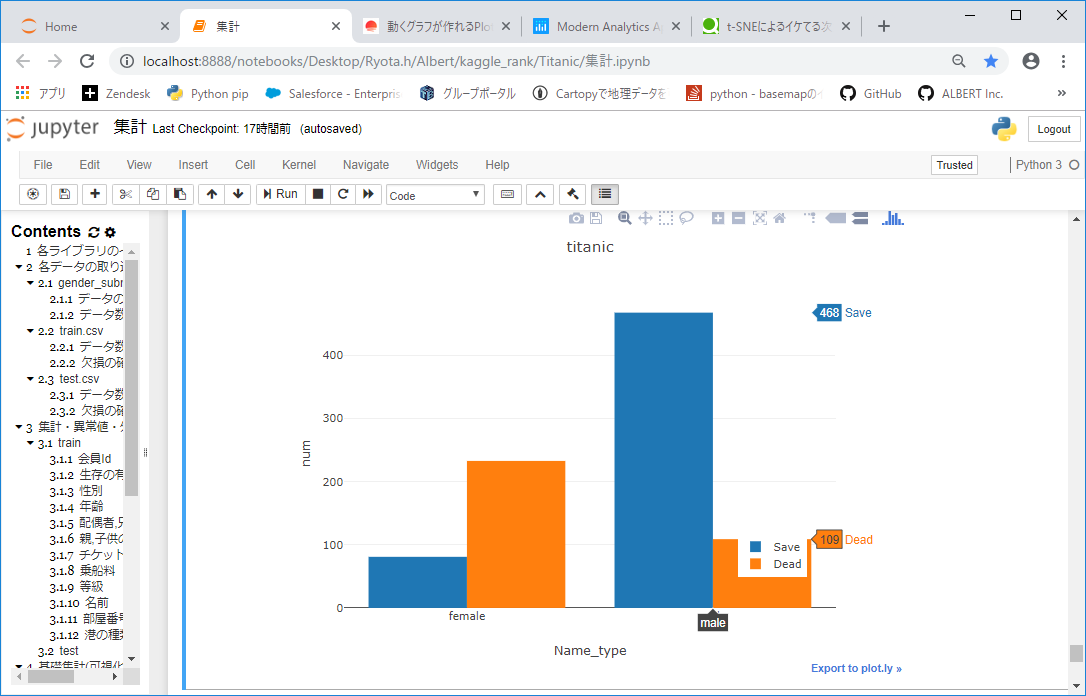 Home
集計
動くグラフが作れるPlo
Modern Analytics A
t-SNEによるイケてる次
localhost:8888/notebooks/Desktop/Ryota.h/Albert/kaggle_rank/Titanic/集計.ipynb
アプリ Zendesk Python pip Salesforce - Enterpris グループポータル Cartopyで地理データを python - basemapの GitHub ALBERT Inc. »
jupyter 集計 Last Checkpoint: 17時間前 (autosaved) Logout
File Edit View Insert Cell Kernel Navigate Widgets Help Trusted Python 3
Run Code
Contents
1 各ライブラリの
2 各データの取り
2.1 gender_subm
2.1.1 データの
2.1.2 データ数
2.2 train.csv
2.2.1 データ数
2.2.2 欠損の確
2.3 test.csv
2.3.1 データ数
2.3.2 欠損の確
3 集計・異常値・
3.1 train
3.1.1 会員Id
3.1.2 生存の有
3.1.3 性別
3.1.4 年齢
3.1.5 配偶者,兄
3.1.6 親,子供の
3.1.7 チケット
3.1.8 乗船料
3.1.9 等級
3.1.10 名前
3.1.11 部屋番号
3.1.12 港の種類
3.2 test
4 基礎集計(可視化
titanic
468 Save
400
300
num
200
109 Dead
100
Save
Dead
0
female
male
Name_type
Export to plot.ly »